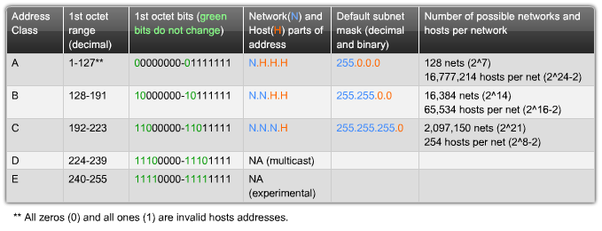 Address Class	1st octet range (decimal)	1st octet bits (green bits do not change)	Network(N) and Host(H) parts of address	Default subnet mask (decimal and binary)	Number of possible networks and hosts per network
A	1-127**	00000000-01111111	N.H.H.H	255.0.0.0	128 nets (2^7)
16,777,214 hosts per net (2^24-2)
B	128-191	10000000-10111111	N.N.H.H	255.255.0.0	16,384 nets (2^14)
65,534 hosts per net (2^16-2)
C	192-223	11000000-11011111	N.N.N.H	255.255.255.0	2,097,150 nets (2^21)
254 hosts per net (2^8-2)
D	224-239	11100000-11101111	NA (multicast)
E	240-255	11110000-11111111	NA (experimental)
** All zeros (0) and all ones (1) are invalid hosts addresses.